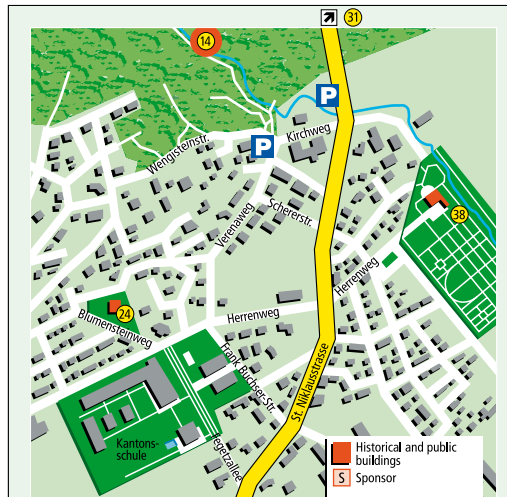 31
14
P
P
Kirchweg
Wengisteinstr.
Schererstr.
Verenaweg
38
Herrenweg
24
Blumensteinweg
Herrenweg
Frank Buchser-Str.
St. Niklausstrasse
Kantons-
schule
Historical and public
buildings
S Sponsor